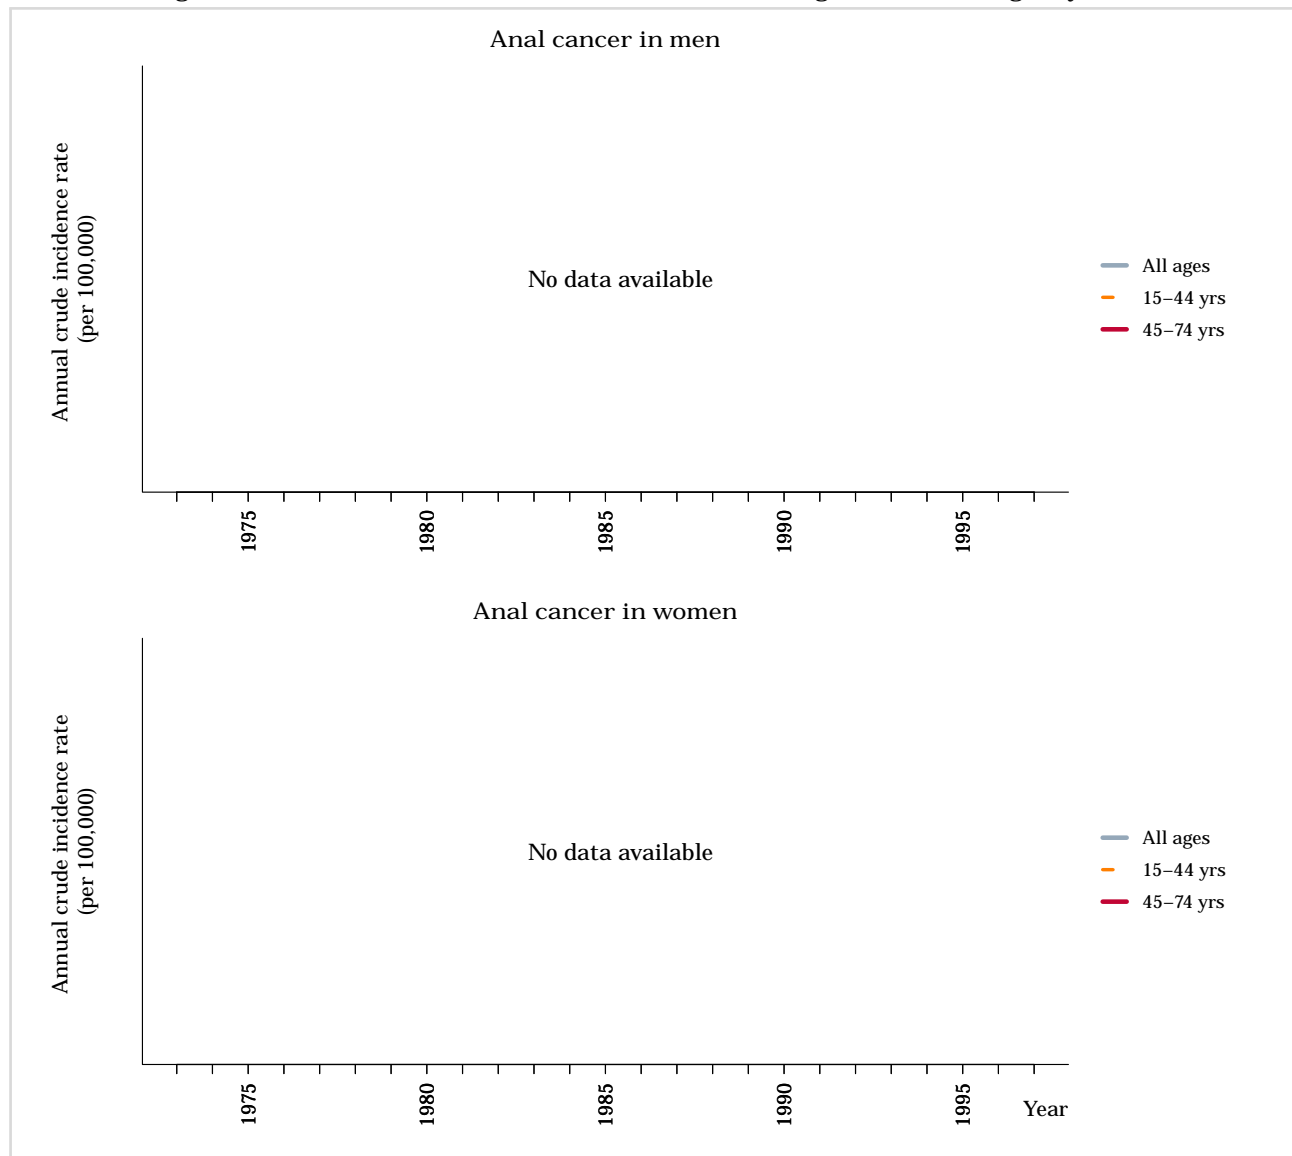 Anal cancer in men
Annual crude incidence rate
(per 100,000)
No data available
All ages
15–44 yrs
45–74 yrs
1975
1980
1985
1990
1995
Anal cancer in women
Annual crude incidence rate
(per 100,000)
No data available
All ages
15–44 yrs
45–74 yrs
1975
1980
1985
1990
1995
Year